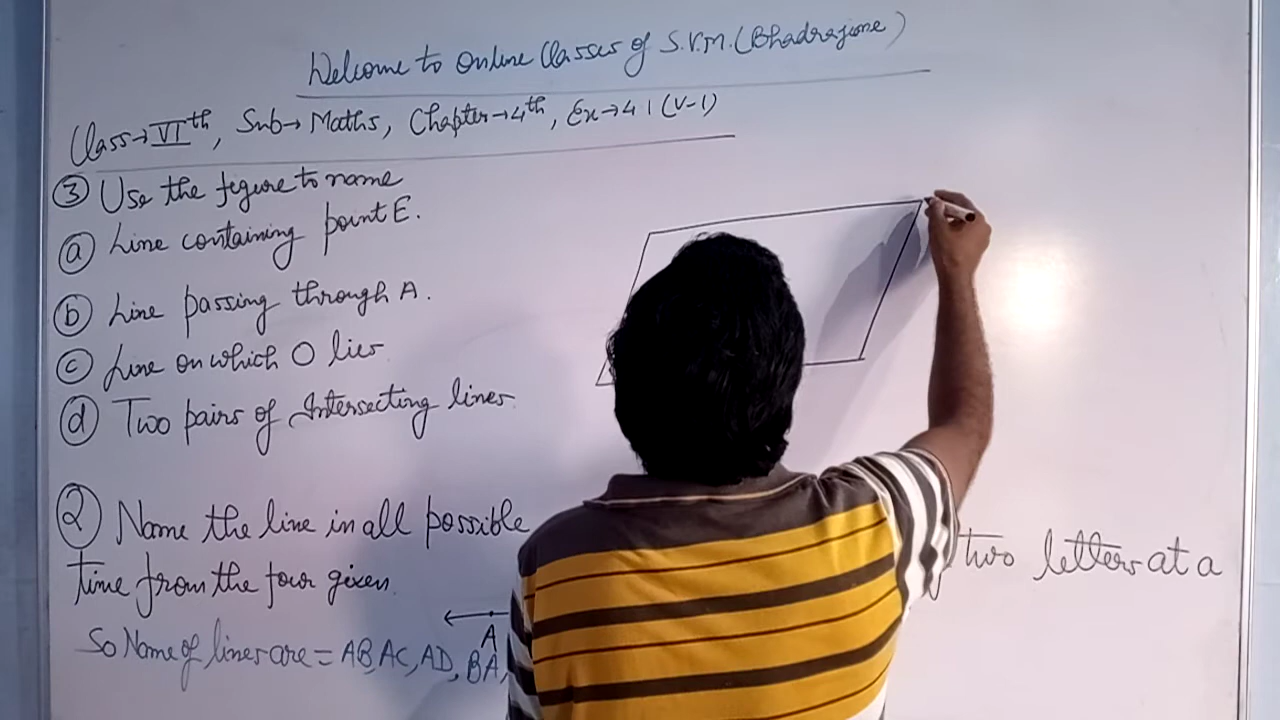 Welcome to Online Classes of S.V.M. (Bhadrajune)
Class→VIth, Sub→Maths, Chapter→4th, Ex→4.1 (V-1)
③ Use the figure to name
ⓐ Line containing point E.
ⓑ Line passing through A.
ⓒ Line on which O lies
ⓓ Two pairs of Intersecting lines.
② Name the line in all possible two letters at a
time from the four given.
A
So Name of lines are = AB, AC, AD, BA,